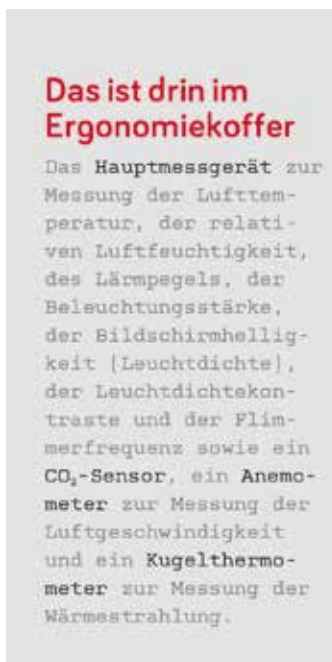 Das ist drin im
Ergonomiekoffer
Das Hauptmessgerät zur
Messung der Lufttem-
peratur, der relati-
ven Luftfeuchtigkeit,
des Lärmpegels, der
Beleuchtungsstärke,
der Bildschirmhellig-
keit (Leuchtdichte),
der Leuchtdichtekon-
traste und der Flim-
merfrequenz sowie ein
CO₂-Sensor, ein Anemo-
meter zur Messung der
Luftgeschwindigkeit
und ein Kugelthermo-
meter zur Messung der
Wärmestrahlung.